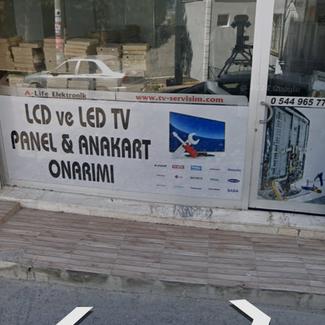 A-Life Elektronik
www.tv-servisim.com
0 544 965 77
LCD ve LED TV
PANEL & ANAKART
ONARIMI